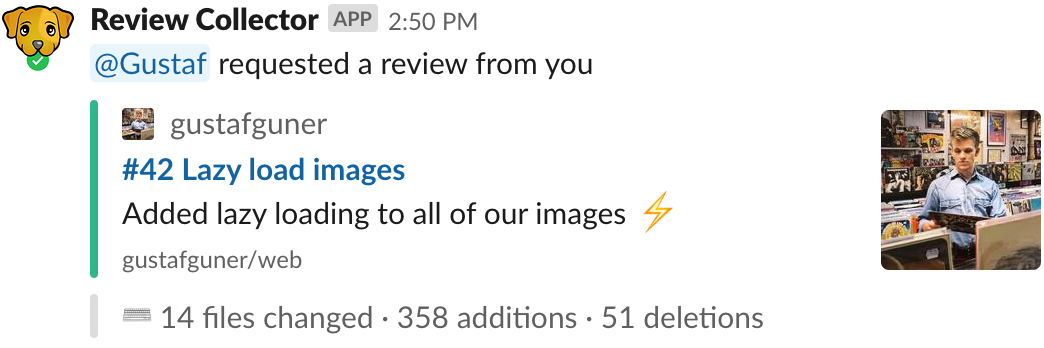 Review Collector APP 2:50 PM
@Gustaf requested a review from you
gustafguner
#42 Lazy load images
Added lazy loading to all of our images ⚡
gustafguner/web
14 files changed · 358 additions · 51 deletions